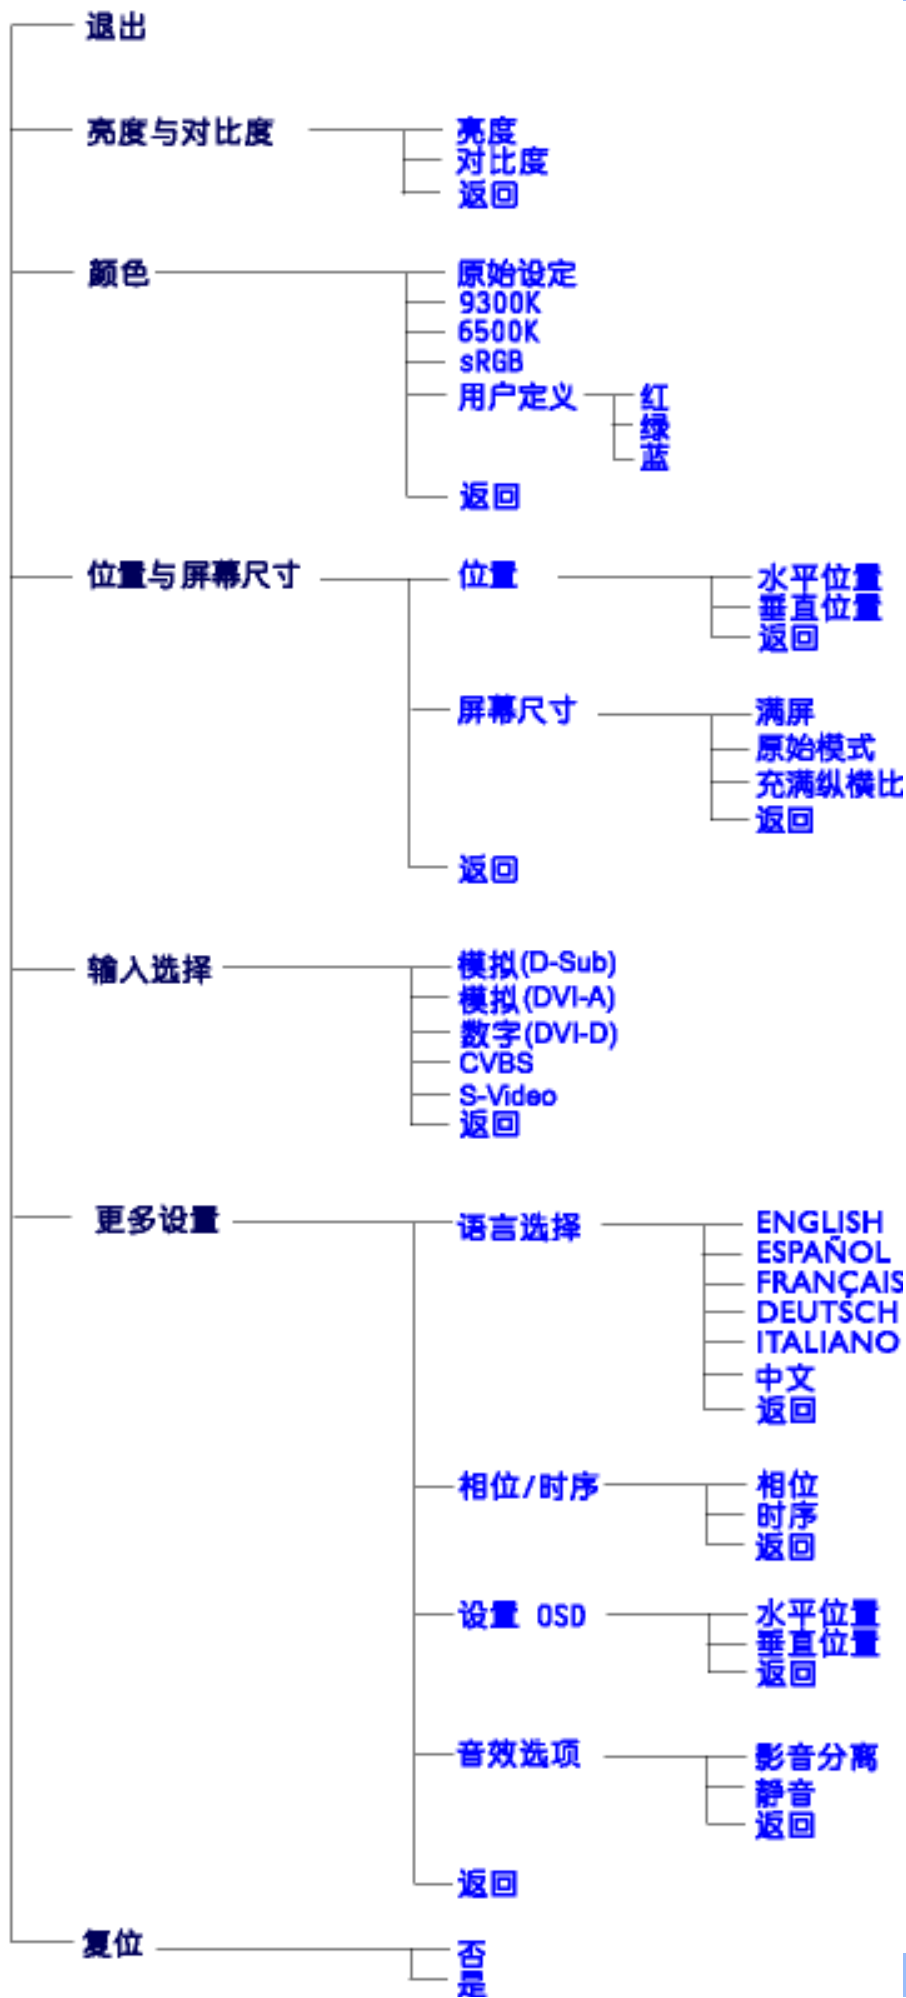 退出
亮度与对比度
亮度
对比度
返回
颜色
原始设定
9300K
6500K
sRGB
用户定义
红
绿
蓝
返回
位置与屏幕尺寸
位置
水平位置
垂直位置
返回
屏幕尺寸
满屏
原始模式
充满纵横比
返回
返回
输入选择
模拟(D-Sub)
模拟(DVI-A)
数字(DVI-D)
CVBS
S-Video
返回
更多设置
语言选择
ENGLISH
ESPAÑOL
FRANÇAIS
DEUTSCH
ITALIANO
中文
返回
相位/时序
相位
时序
返回
设置 OSD
水平位置
垂直位置
返回
音效选项
影音分离
静音
返回
返回
复位
否
是